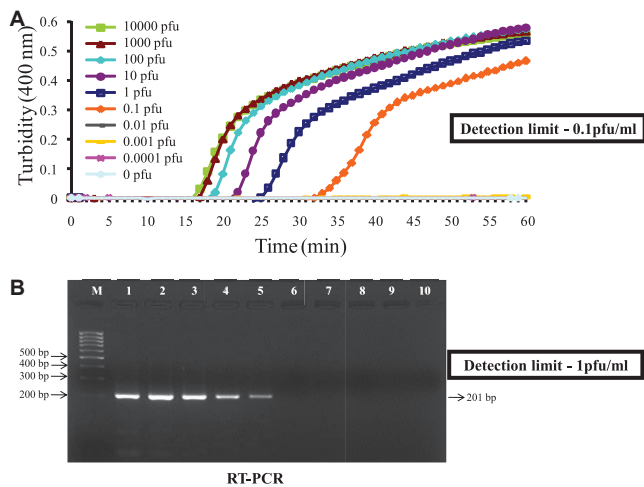 A
Turbidity (400 nm)
0.6
0.5
0.4
0.3
0.2
0.1
0
10000 pfu
1000 pfu
100 pfu
10 pfu
1 pfu
0.1 pfu
0.01 pfu
0.001 pfu
0.0001 pfu
0 pfu
0 5 10 15 20 25 30 35 40 45 50 55 60
Time (min)
Detection limit - 0.1pfu/ml
B
M 1 2 3 4 5 6 7 8 9 10
500 bp
400 bp
300 bp
200 bp
Detection limit - 1pfu/ml
201 bp
RT-PCR